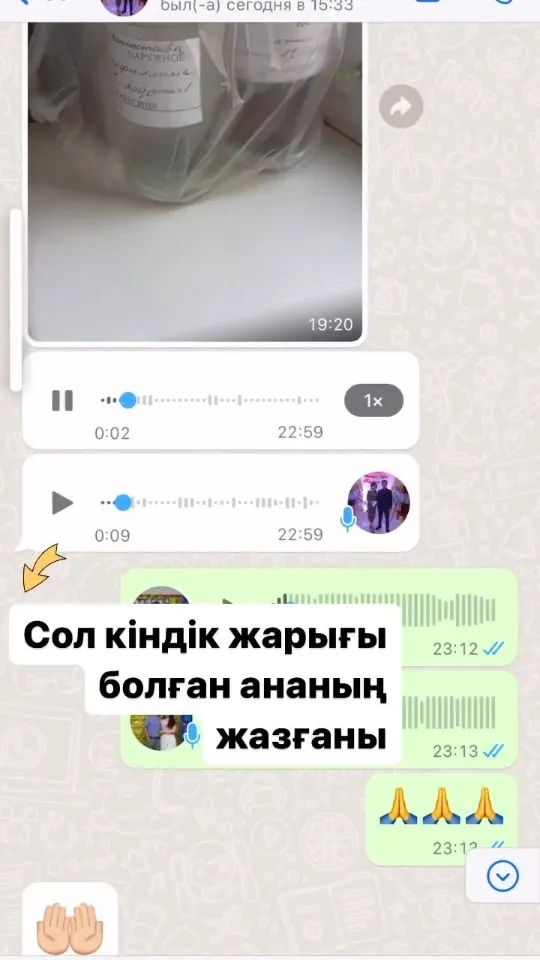 был(-а) сегодня в 15:33
НАРУЖНОЕ
19:20
1×
0:02
22:59
0:09
22:59
23:12
Сол кіндік жарығы
болған ананың
жазғаны
23:13
🙏🙏🙏
23:13
🤲🏻